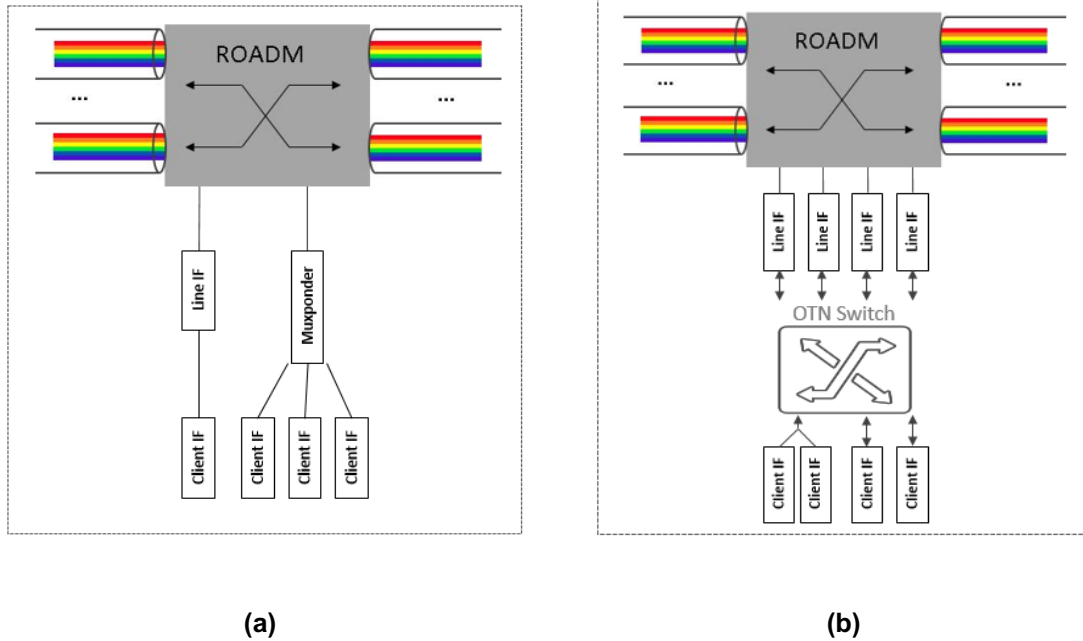 ROADM
...
...
Line IF
Muxponder
Client IF
Client IF
Client IF
Client IF
(a)
ROADM
...
...
Line IF
Line IF
Line IF
Line IF
OTN Switch
Client IF
Client IF
Client IF
Client IF
(b)